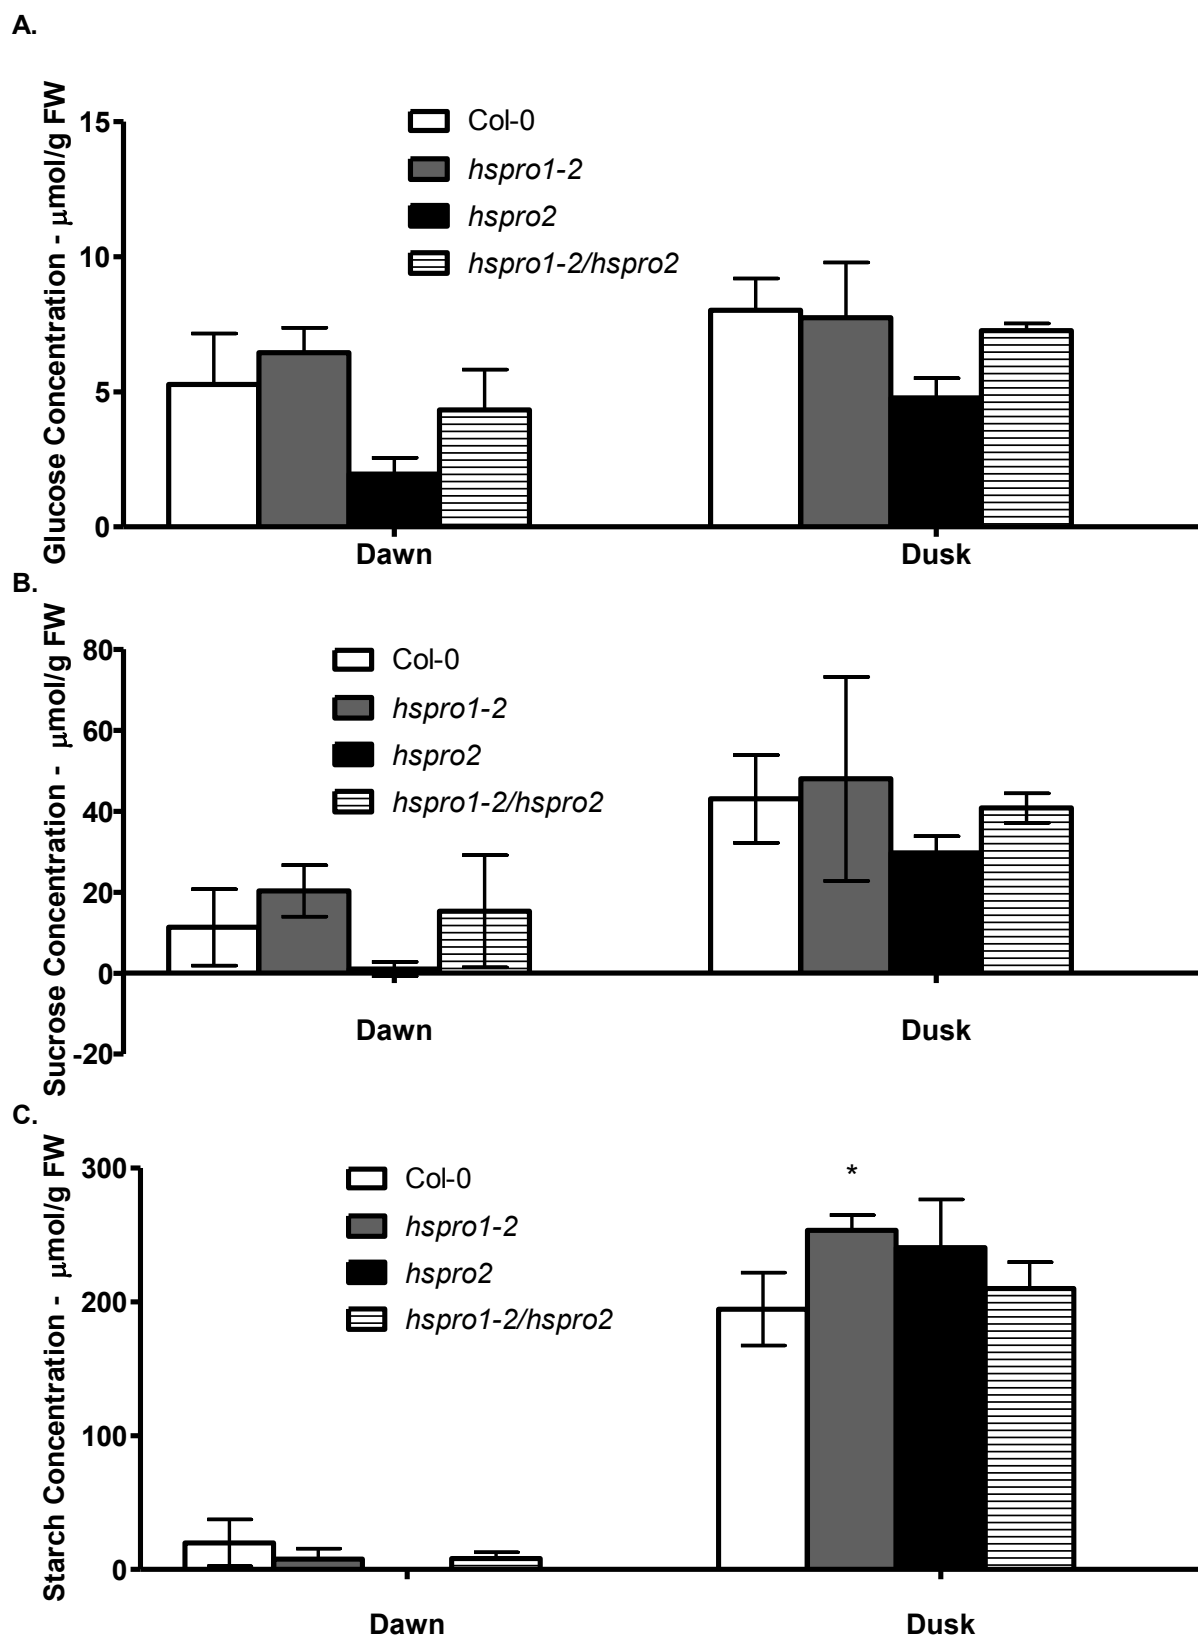 A.
Glucose Concentration - μmol/g FW
15
10
5
0
Col-0
hspro1-2
hspro2
hspro1-2/hspro2
Dawn
Dusk
B.
Sucrose Concentration - μmol/g FW
80
60
40
20
0
-20
Col-0
hspro1-2
hspro2
hspro1-2/hspro2
Dawn
Dusk
C.
Starch Concentration - μmol/g FW
300
200
100
0
Col-0
hspro1-2
hspro2
hspro1-2/hspro2
*
Dawn
Dusk